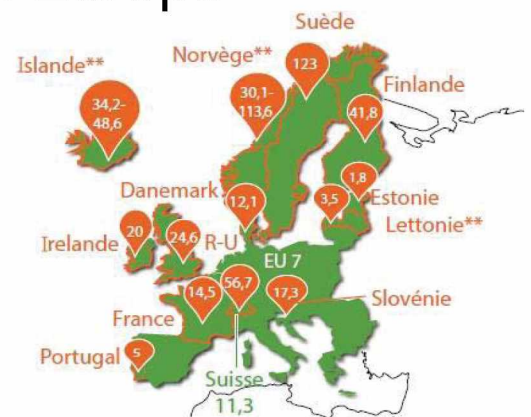 Suède
Norvège**
Islande**
123
Finlande
34,2-
48,6
30,1-
113,6
41,8
Danemark
12,1
3,5
1,8
Estonie
Lettonie**
Irelande
20
24,6
R-U
EU 7
14,5
56,7
17,3
Slovénie
France
Portugal
5
Suisse
11,3